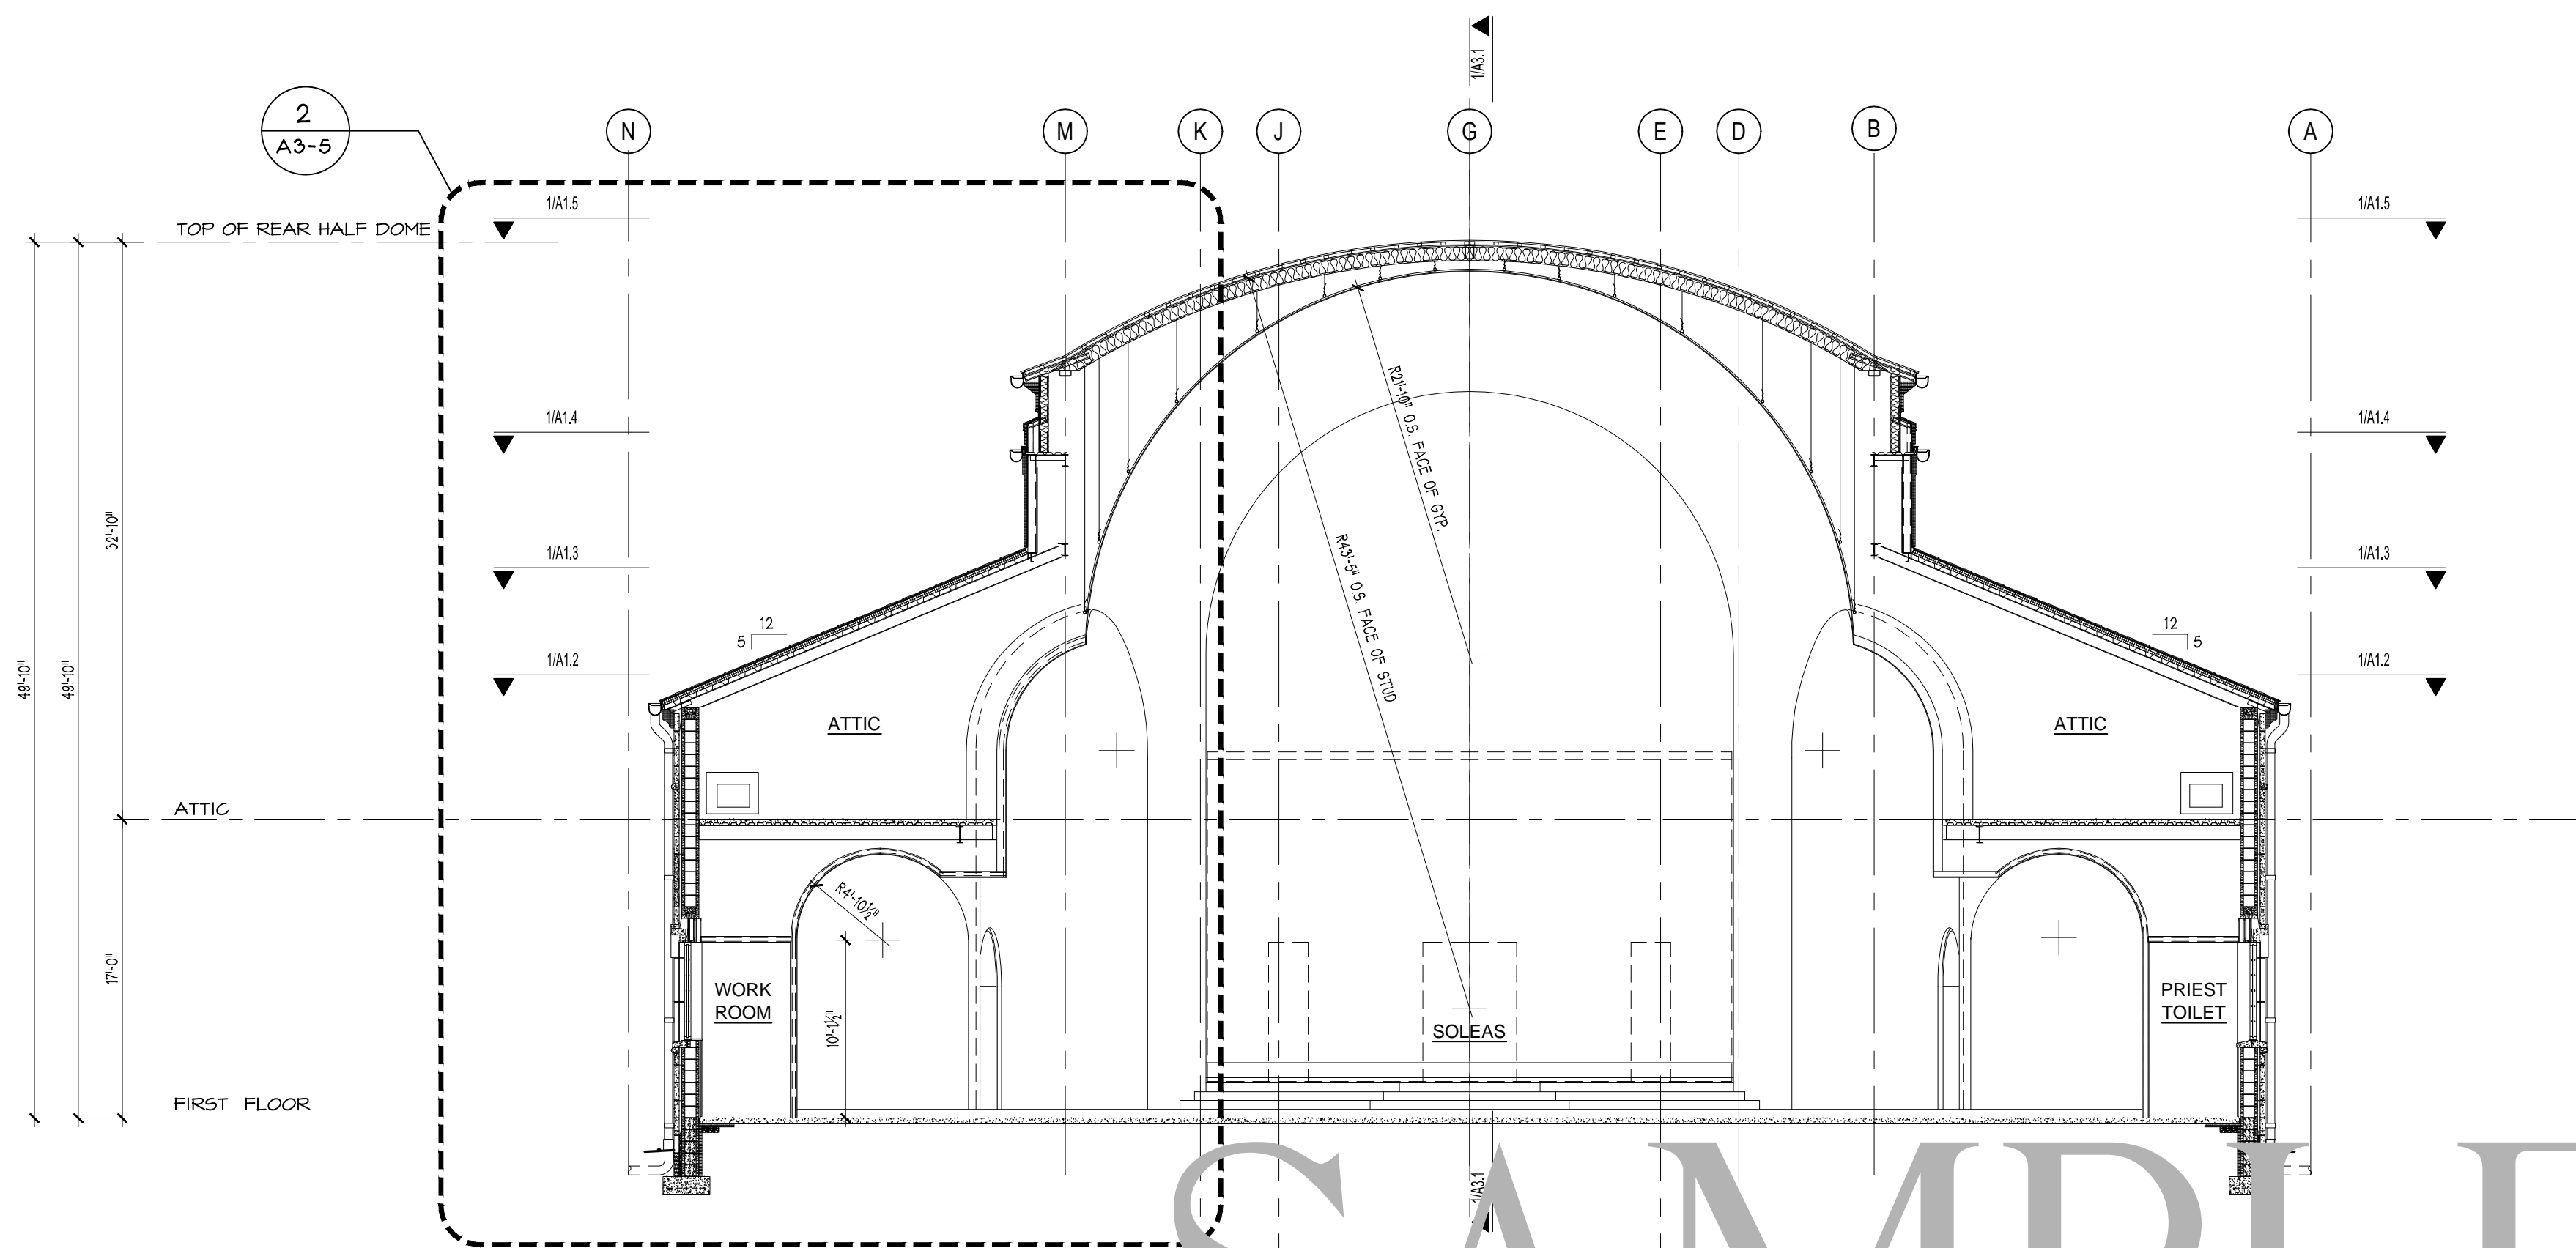 1/A3.1
2
A3-5
N
M
K
J
G
E
D
B
A
1/A1.5
1/A1.5
TOP OF REAR HALF DOME
R21'-10" O.S. FACE OF GYP.
R43'-5" O.S. FACE OF STUD
1/A1.4
1/A1.4
32'-10"
1/A1.3
1/A1.3
12
5
12
5
1/A1.2
1/A1.2
49'-10"
49'-10"
ATTIC
ATTIC
ATTIC
R4'-10½"
17'-0"
WORK
ROOM
10'-1½"
SOLEAS
PRIEST
TOILET
FIRST FLOOR
1/A3.1
SAMPLE